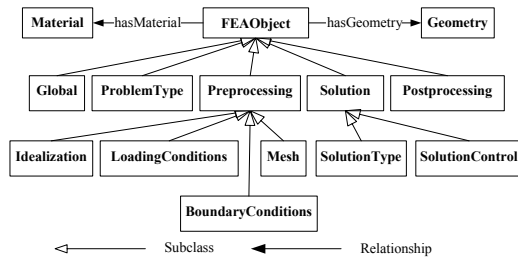 Material hasMaterial FEAObject hasGeometry Geometry
Global ProblemType Preprocessing Solution Postprocessing
Idealization LoadingConditions Mesh SolutionType SolutionControl
BoundaryConditions
Subclass Relationship